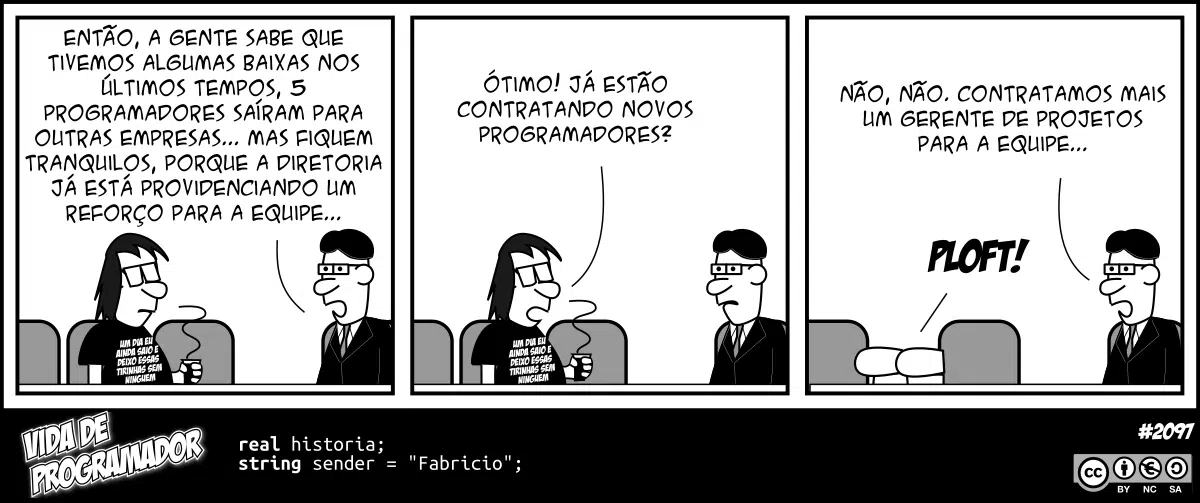 ENTÃO, A GENTE SABE QUE
TIVEMOS ALGUMAS BAIXAS NOS
ÚLTIMOS TEMPOS, 5
PROGRAMADORES SAÍRAM PARA
OUTRAS EMPRESAS... MAS FIQUEM
TRANQUILOS, PORQUE A DIRETORIA
JÁ ESTÁ PROVIDENCIANDO UM
REFORÇO PARA A EQUIPE...
UM DIA EU
AINDA SAIO E
DEIXO ESSAS
TIRINHAS SEM
NINGUEM
ÓTIMO! JÁ ESTÃO
CONTRATANDO NOVOS
PROGRAMADORES?
UM DIA EU
AINDA SAIO E
DEIXO ESSAS
TIRINHAS SEM
NINGUEM
NÃO, NÃO. CONTRATAMOS MAIS
UM GERENTE DE PROJETOS
PARA A EQUIPE...
PLOFT!
VIDA DE
PROGRAMADOR
real historia;
string sender = "Fabricio";
#2097
cc
BY NC SA